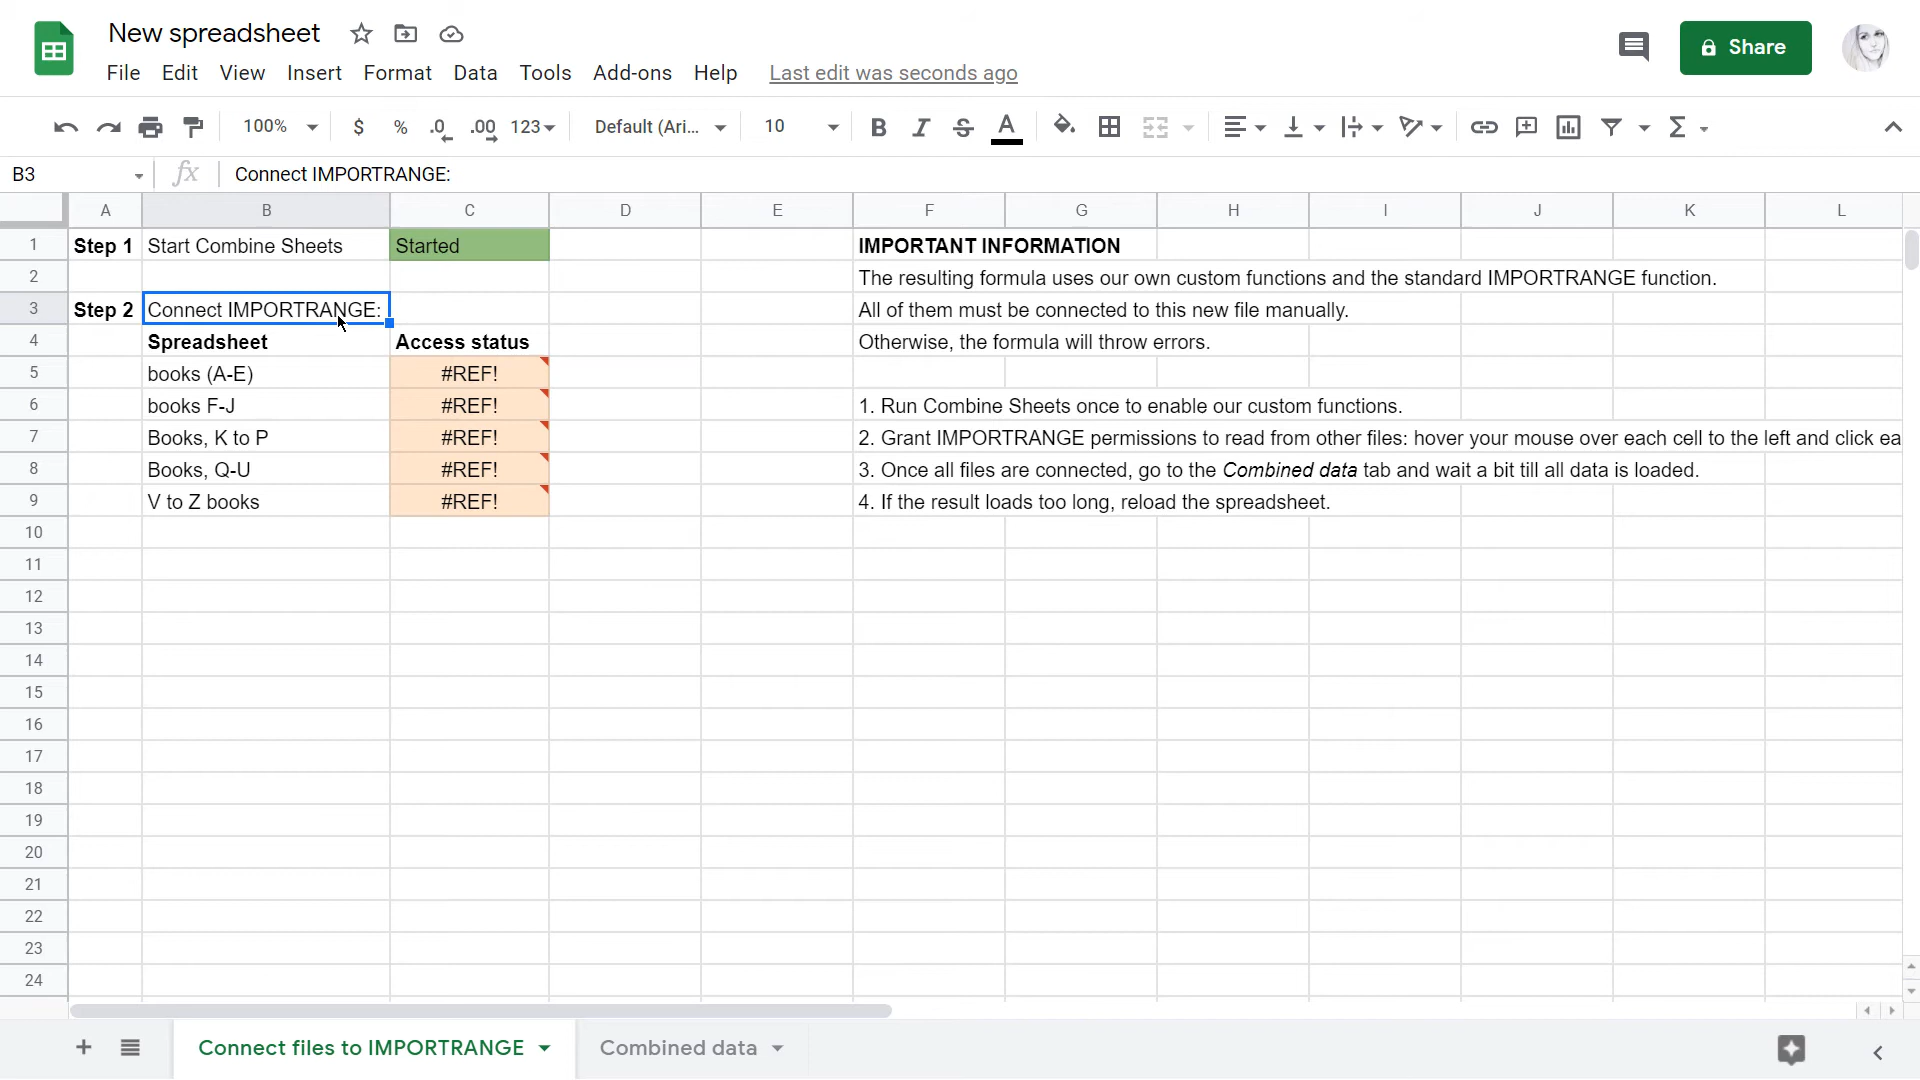 New spreadsheet
File Edit View Insert Format Data Tools Add-ons Help Last edit was seconds ago
Share
100% $ % .0 .00 123 Default (Ari... 10 B I S A Σ
B3 fx Connect IMPORTRANGE:
A B C D E F G H I J K L
1 Step 1 Start Combine Sheets Started IMPORTANT INFORMATION
2 The resulting formula uses our own custom functions and the standard IMPORTRANGE function.
3 Step 2 Connect IMPORTRANGE: All of them must be connected to this new file manually.
4 Spreadsheet Access status Otherwise, the formula will throw errors.
5 books (A-E) #REF!
6 books F-J #REF! 1. Run Combine Sheets once to enable our custom functions.
7 Books, K to P #REF! 2. Grant IMPORTRANGE permissions to read from other files: hover your mouse over each cell to the left and click ea
8 Books, Q-U #REF! 3. Once all files are connected, go to the Combined data tab and wait a bit till all data is loaded.
9 V to Z books #REF! 4. If the result loads too long, reload the spreadsheet.
10
11
12
13
14
15
16
17
18
19
20
21
22
23
24
+ Connect files to IMPORTRANGE Combined data